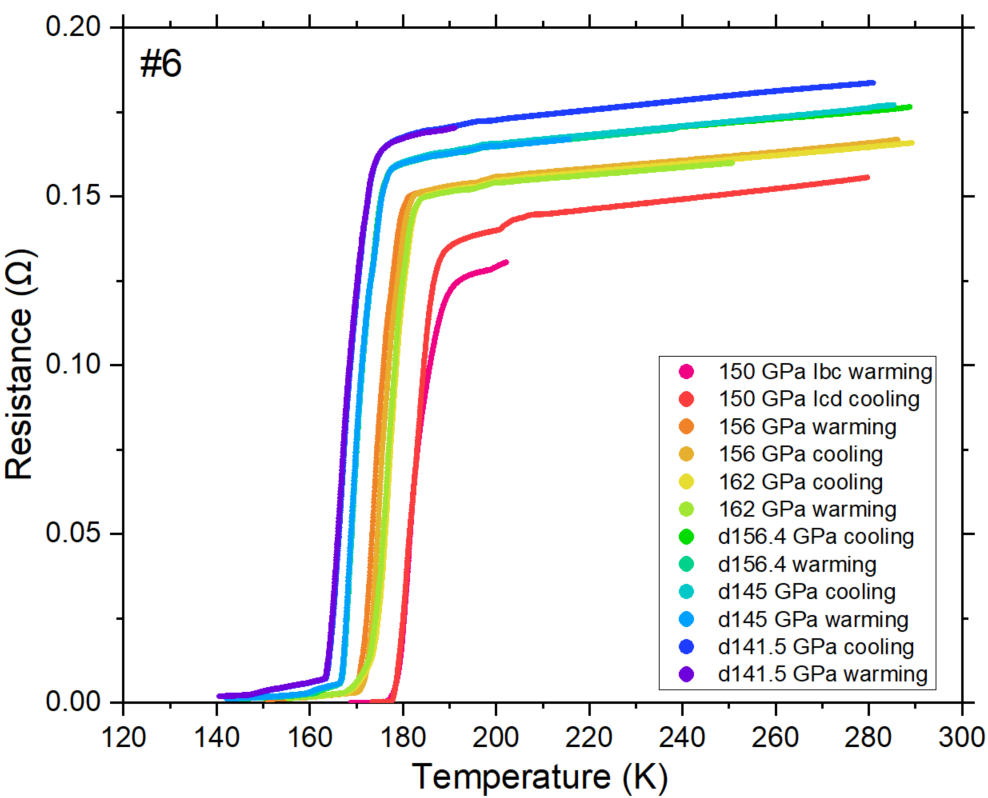 #6
Resistance (Ω)
0.20
0.15
0.10
0.05
0.00
150 GPa Ibc warming
150 GPa Icd cooling
156 GPa warming
156 GPa cooling
162 GPa cooling
162 GPa warming
d156.4 GPa cooling
d156.4 warming
d145 GPa cooling
d145 GPa warming
d141.5 GPa cooling
d141.5 GPa warming
120 140 160 180 200 220 240 260 280 300
Temperature (K)